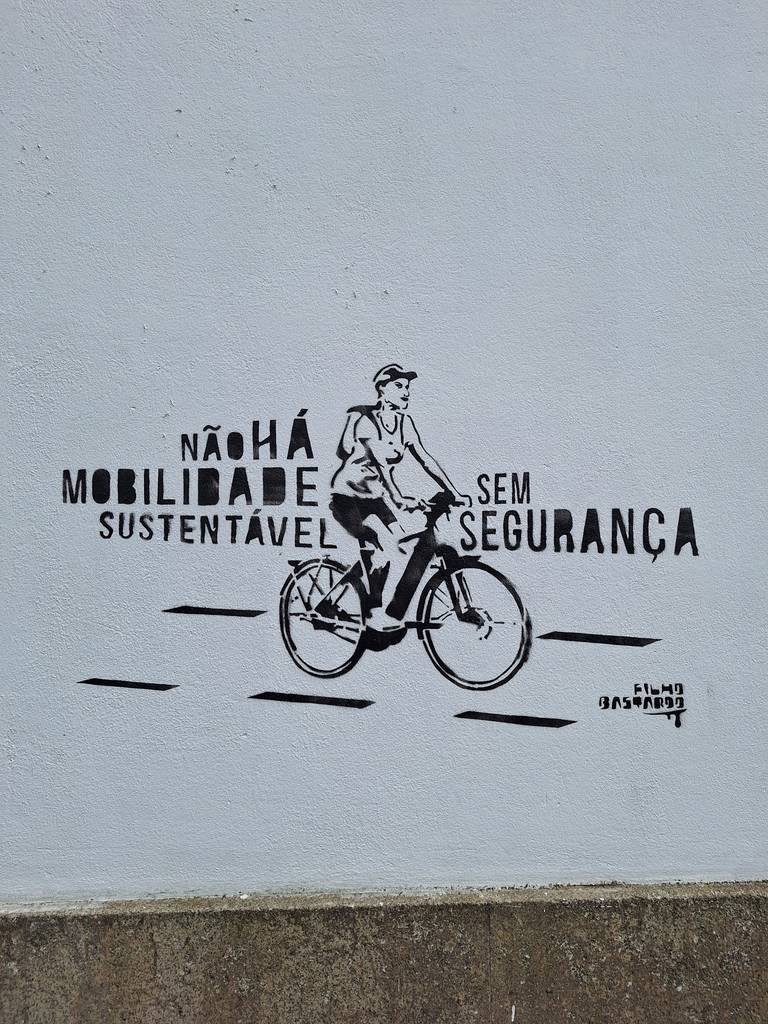 NÃO HÁ
MOBILIDADE
SUSTENTÁVEL
SEM
SEGURANÇA
FILHO
BASTARDO